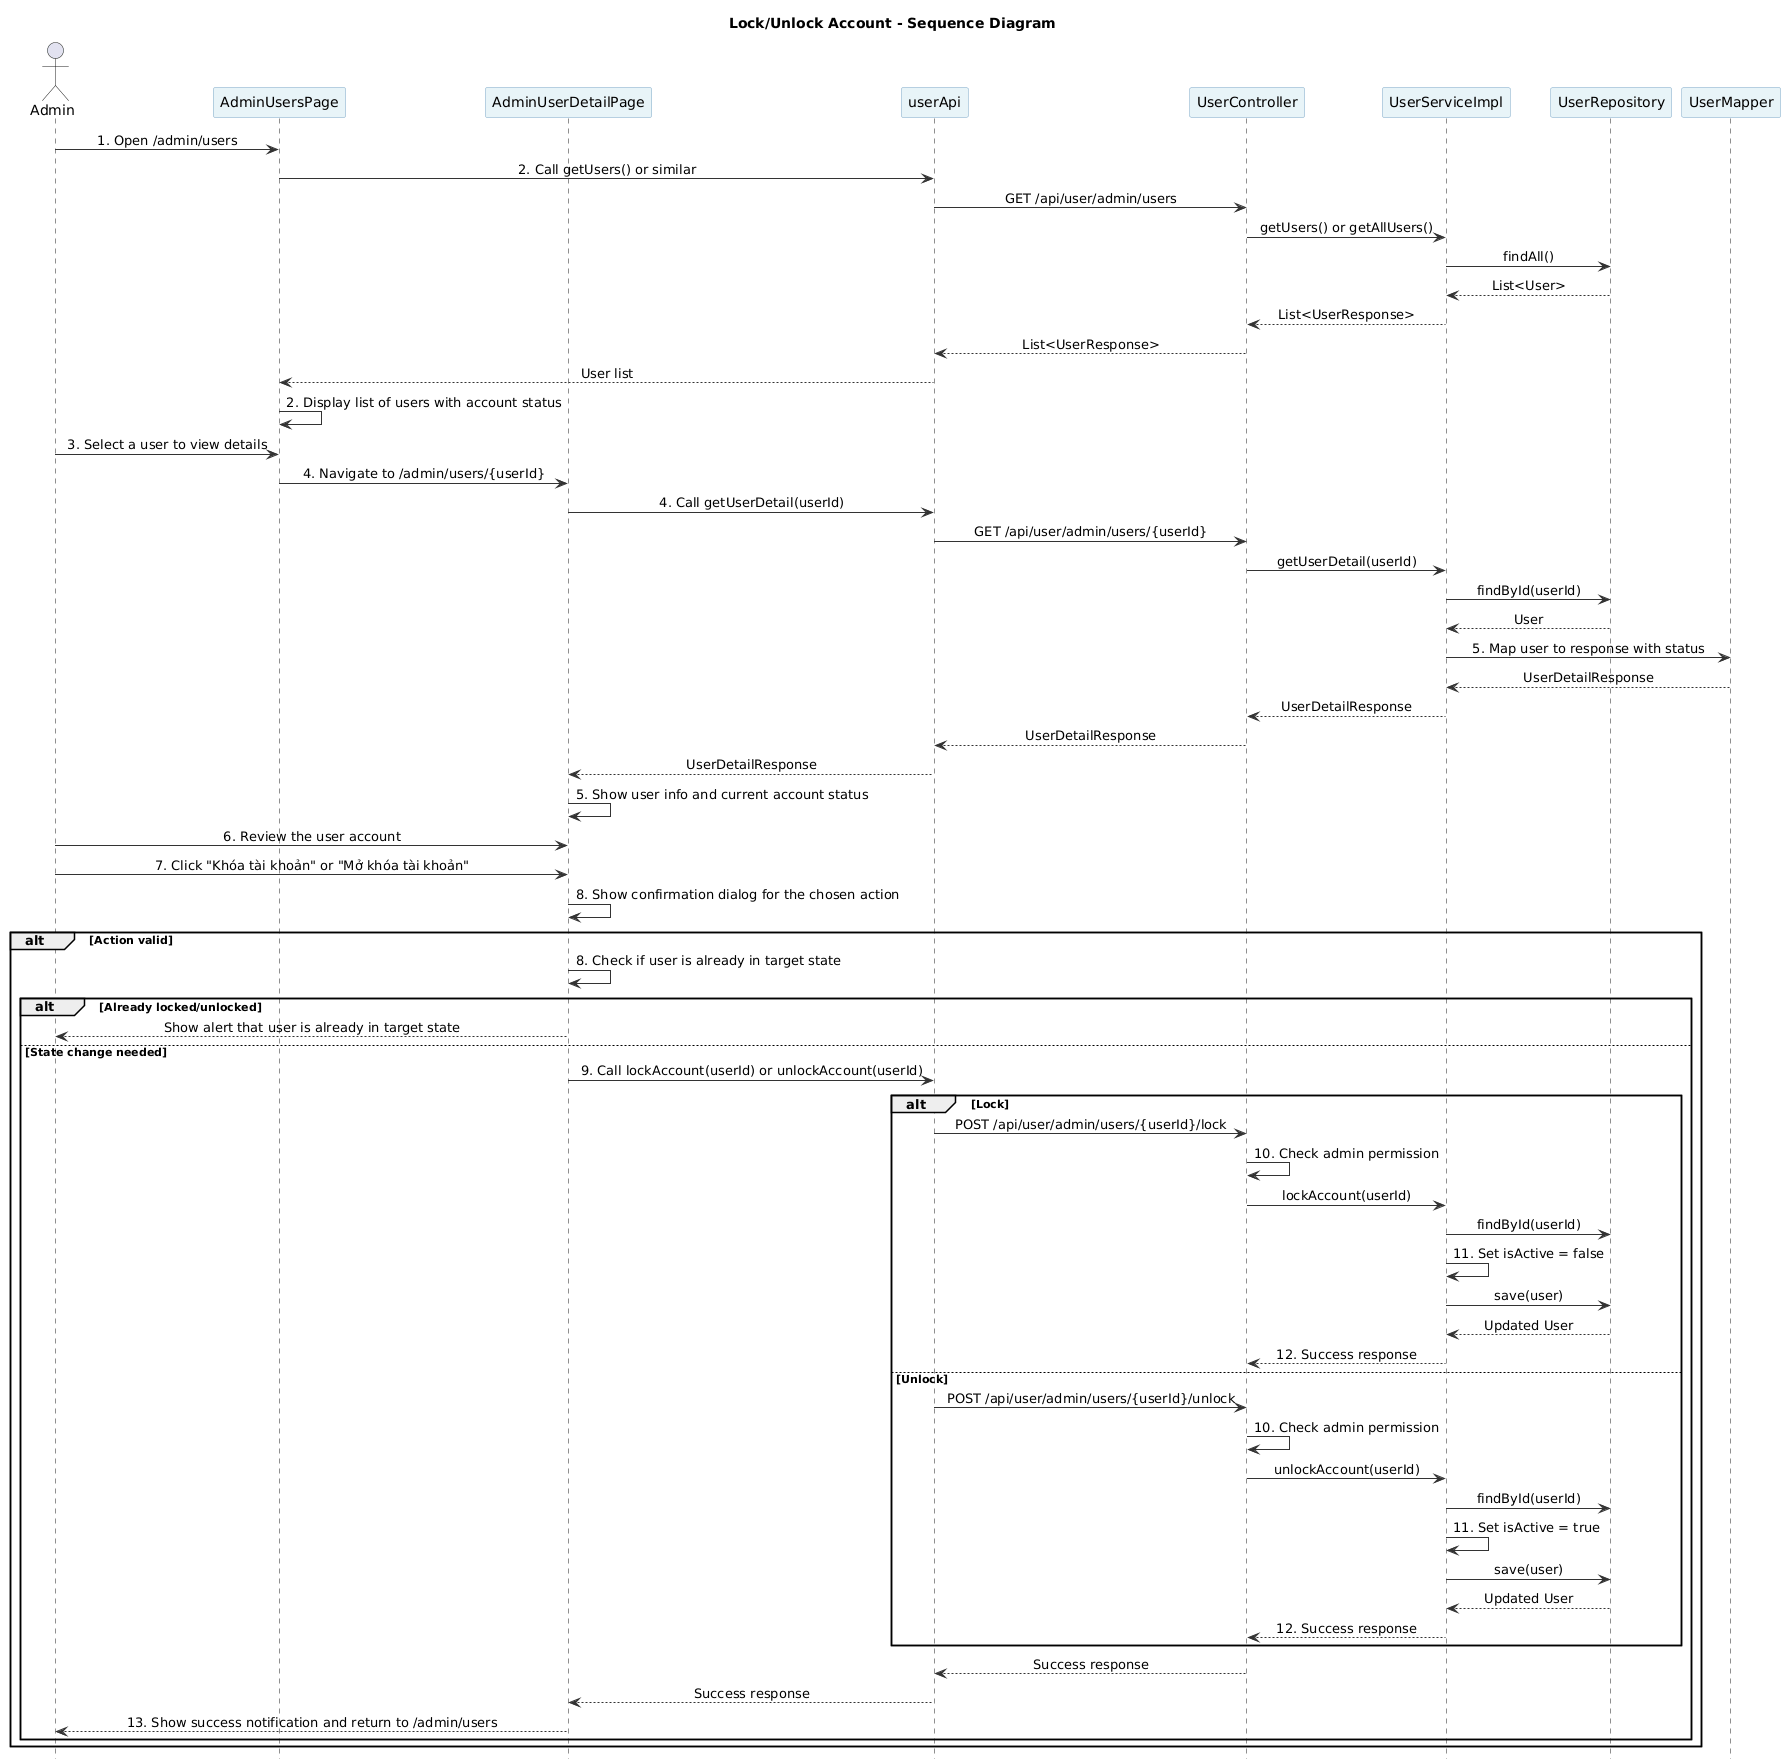 Lock/Unlock Account - Sequence Diagram
Admin
AdminUsersPage
AdminUserDetailPage
userApi
UserController
UserServiceImpl
UserRepository
UserMapper
1. Open /admin/users
2. Call getUsers() or similar
GET /api/user/admin/users
getUsers() or getAllUsers()
findAll()
List<User>
List<UserResponse>
List<UserResponse>
User list
2. Display list of users with account status
3. Select a user to view details
4. Navigate to /admin/users/{userId}
4. Call getUserDetail(userId)
GET /api/user/admin/users/{userId}
getUserDetail(userId)
findById(userId)
User
5. Map user to response with status
UserDetailResponse
UserDetailResponse
UserDetailResponse
UserDetailResponse
5. Show user info and current account status
6. Review the user account
7. Click "Khóa tài khoản" or "Mở khóa tài khoản"
8. Show confirmation dialog for the chosen action
alt [Action valid]
8. Check if user is already in target state
alt [Already locked/unlocked]
Show alert that user is already in target state
[State change needed]
9. Call lockAccount(userId) or unlockAccount(userId)
alt [Lock]
POST /api/user/admin/users/{userId}/lock
10. Check admin permission
lockAccount(userId)
findById(userId)
11. Set isActive = false
save(user)
Updated User
12. Success response
[Unlock]
POST /api/user/admin/users/{userId}/unlock
10. Check admin permission
unlockAccount(userId)
findById(userId)
11. Set isActive = true
save(user)
Updated User
12. Success response
Success response
Success response
13. Show success notification and return to /admin/users